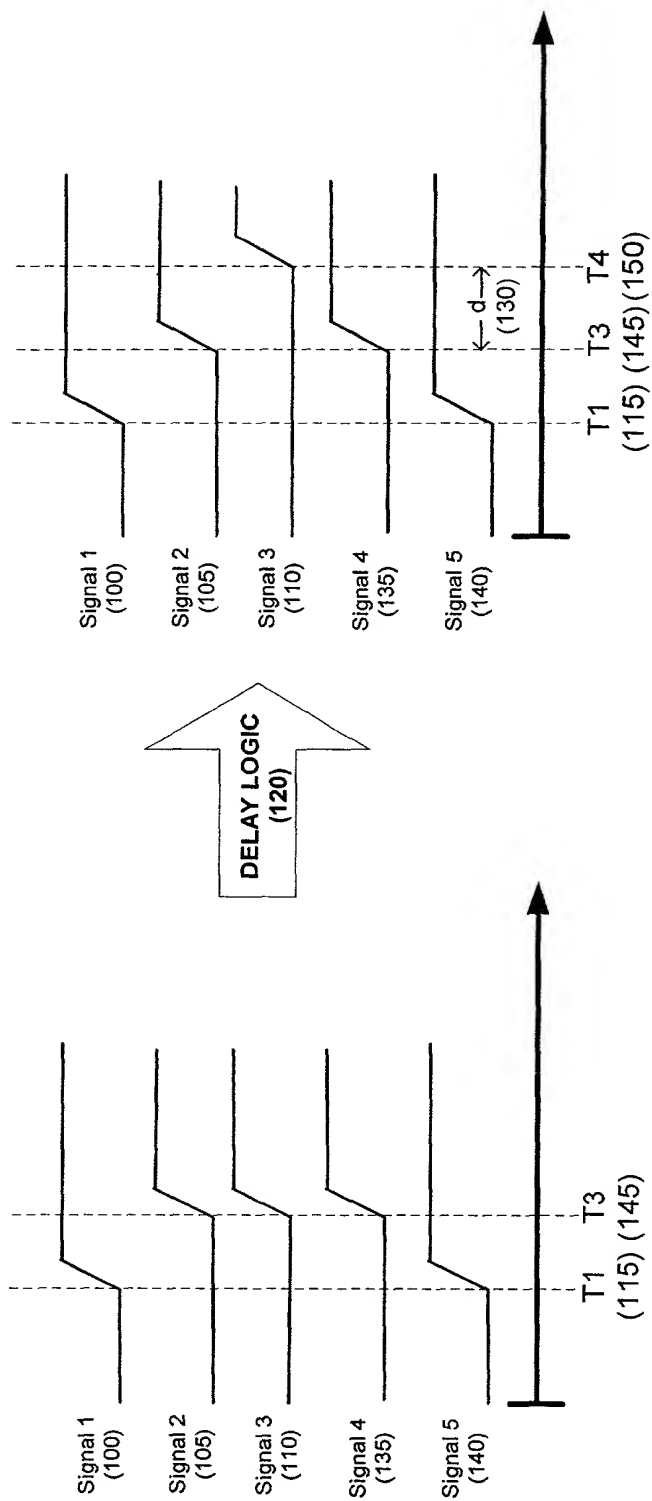 Signal 1
(100)
Signal 2
(105)
Signal 3
(110)
Signal 4
(135)
Signal 5
(140)
T1 T3
(115) (145)
DELAY LOGIC
(120)
Signal 1
(100)
Signal 2
(105)
Signal 3
(110)
Signal 4
(135)
Signal 5
(140)
d
(130)
T1 T3 T4
(115) (145) (150)